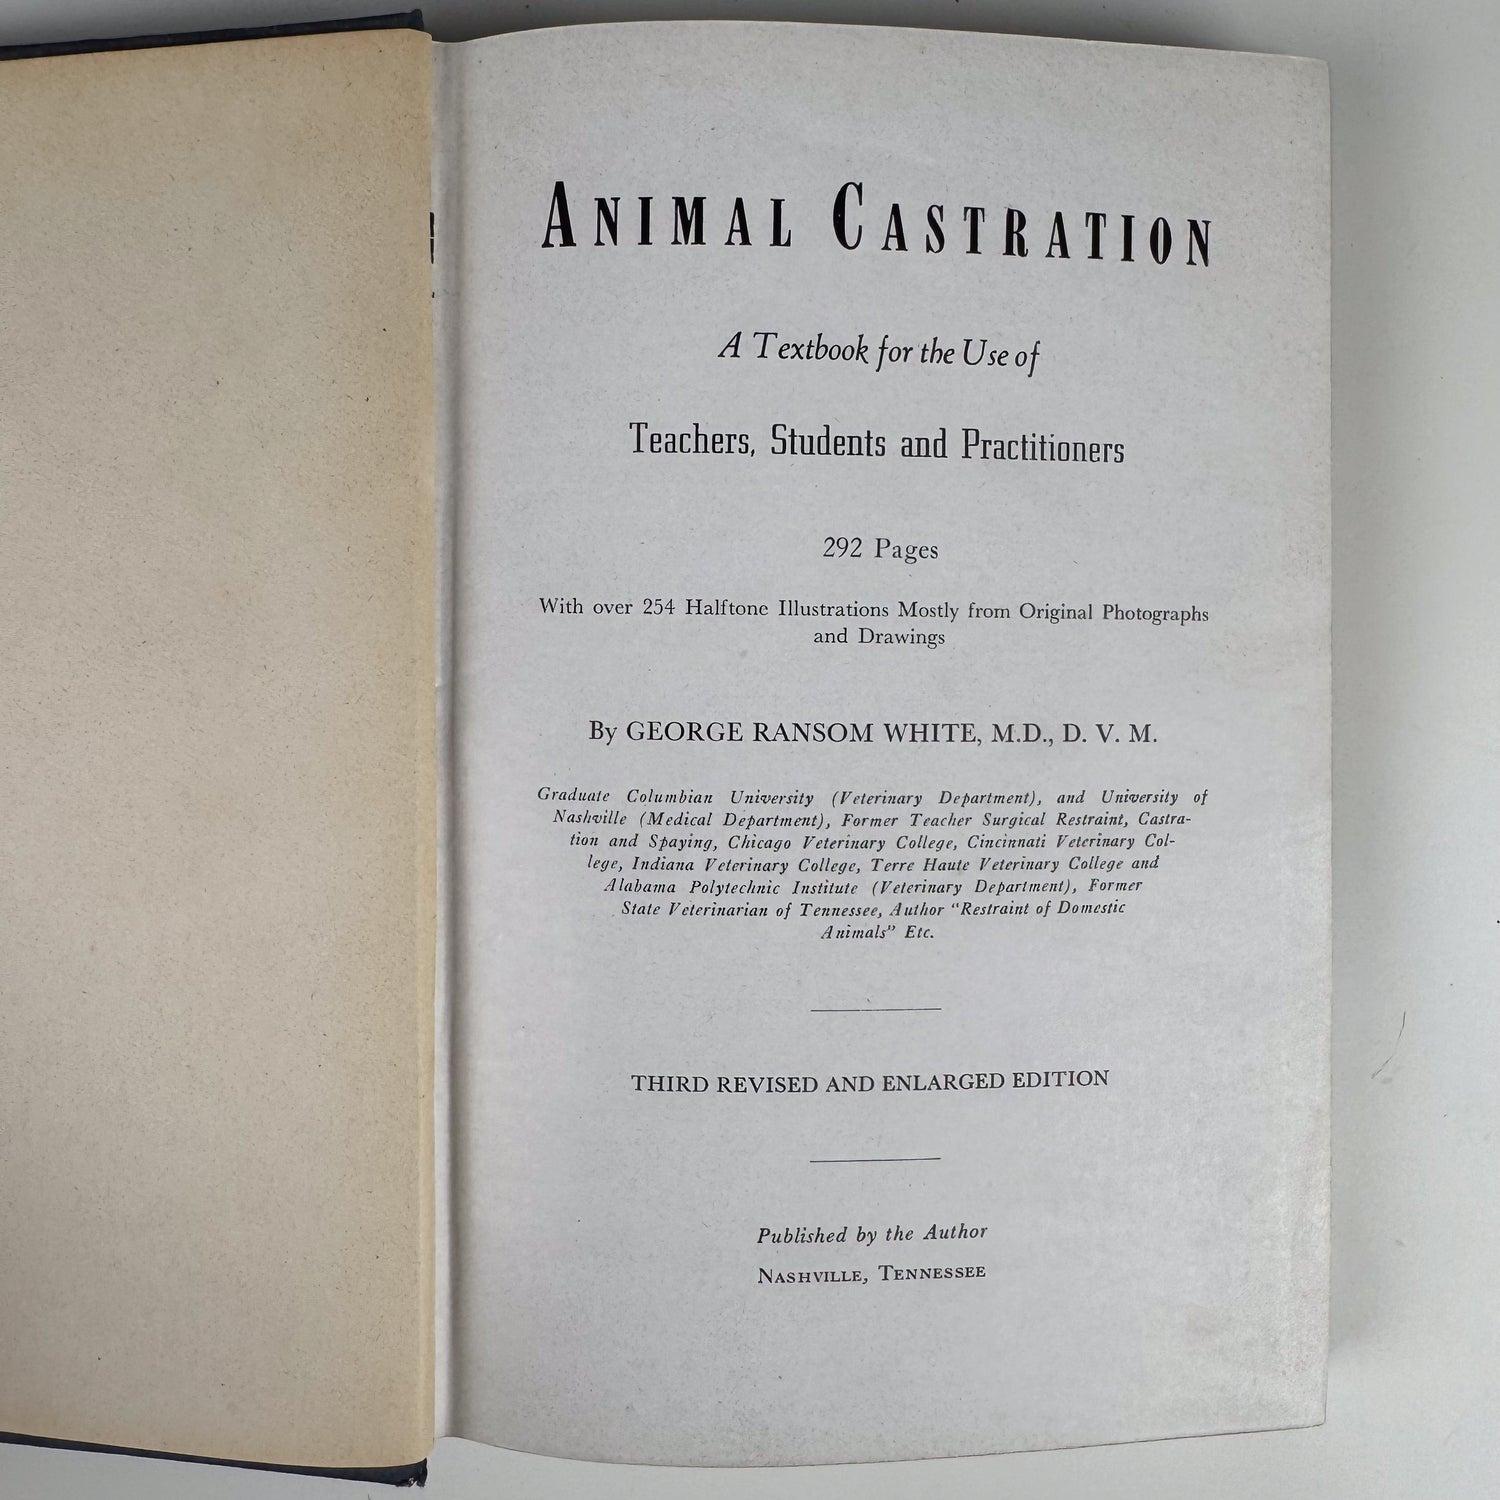 ANIMAL CASTRATION
A Textbook for the Use of
Teachers, Students and Practitioners
292 Pages
With over 254 Halftone Illustrations Mostly from Original Photographs
and Drawings
By GEORGE RANSOM WHITE, M.D., D. V. M.
Graduate Columbian University (Veterinary Department), and University of
Nashville (Medical Department), Former Teacher Surgical Restraint, Castra-
tion and Spaying, Chicago Veterinary College, Cincinnati Veterinary Col-
lege, Indiana Veterinary College, Terre Haute Veterinary College and
Alabama Polytechnic Institute (Veterinary Department), Former
State Veterinarian of Tennessee, Author "Restraint of Domestic
Animals" Etc.
THIRD REVISED AND ENLARGED EDITION
Published by the Author
NASHVILLE, TENNESSEE